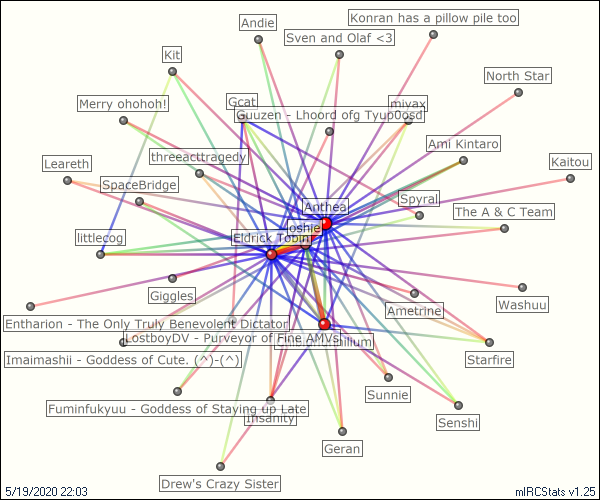 Konran has a pillow pile too
Andie
Sven and Olaf <3
Kit
North Star
Merry ohohoh!
Gcat
miyax
Guuzen - Lhoord ofg Tyup0osd
Ami Kintaro
threeacttragedy
Leareth
Kaitou
SpaceBridge
Spyral
Anthea
The A & C Team
Joshie
littlecog
Eldrick Tobin
Giggles
Ametrine
Washuu
Entharion - The Only Truly Benevolent Dictator
LostboyDV - Purveyor of Fine AMVs
Imaimashii - Goddess of Cute. (^)-(^)
Starfire
Sunnie
Fuminfukyuu - Goddess of Staying up Late
Insanity
Senshi
Geran
Drew's Crazy Sister
5/19/2020 22:03
mIRCStats v1.25